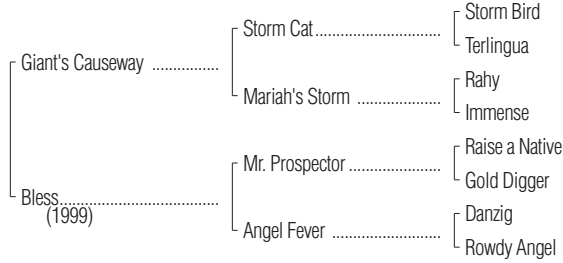 Storm Bird
Storm Cat
Terlingua
Giant's Causeway
Rahy
Mariah's Storm
Immense
Raise a Native
Mr. Prospector
Gold Digger
Bless
(1999)
Danzig
Angel Fever
Rowdy Angel